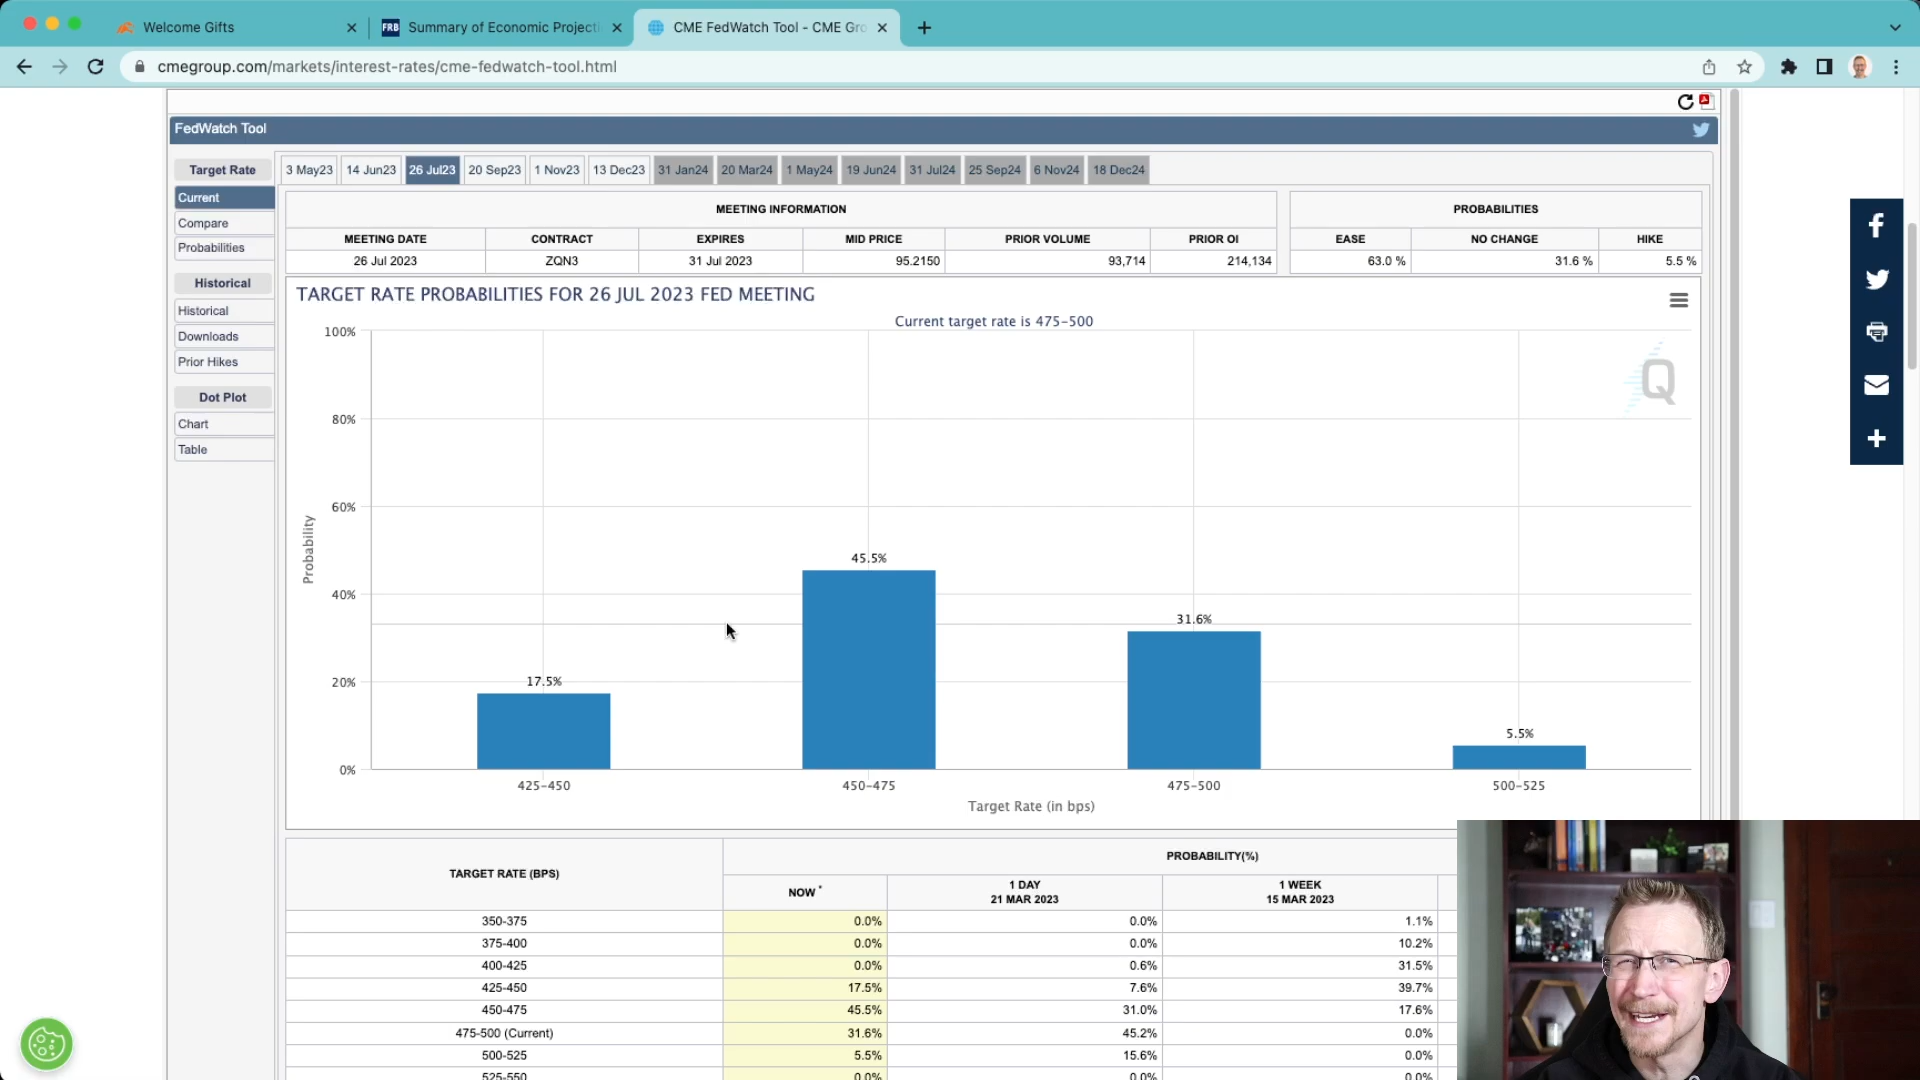 Welcome Gifts
FRB Summary of Economic Projecti
CME FedWatch Tool - CME Gro
cmegroup.com/markets/interest-rates/cme-fedwatch-tool.html
FedWatch Tool
Target Rate
Current
Compare
Probabilities
Historical
Historical
Downloads
Prior Hikes
Dot Plot
Chart
Table
3 May23 14 Jun23 26 Jul23 20 Sep23 1 Nov23 13 Dec23 31 Jan24 20 Mar24 1 May24 19 Jun24 31 Jul24 25 Sep24 6 Nov24 18 Dec24
MEETING INFORMATION
MEETING DATE CONTRACT EXPIRES MID PRICE PRIOR VOLUME PRIOR OI
26 Jul 2023 ZQN3 31 Jul 2023 95.2150 93,714 214,134
PROBABILITIES
EASE NO CHANGE HIKE
63.0 % 31.6 % 5.5 %
TARGET RATE PROBABILITIES FOR 26 JUL 2023 FED MEETING
Current target rate is 475-500
Q
Probability
100%
80%
60%
40%
20%
0%
17.5%
45.5%
31.6%
5.5%
425-450 450-475 475-500 500-525
Target Rate (in bps)
TARGET RATE (BPS)
PROBABILITY(%)
NOW *
1 DAY
21 MAR 2023
1 WEEK
15 MAR 2023
350-375 0.0% 0.0% 1.1%
375-400 0.0% 0.0% 10.2%
400-425 0.0% 0.6% 31.5%
425-450 17.5% 7.6% 39.7%
450-475 45.5% 31.0% 17.6%
475-500 (Current) 31.6% 45.2% 0.0%
500-525 5.5% 15.6% 0.0%
525-550 0.0% 0.0% 0.0%